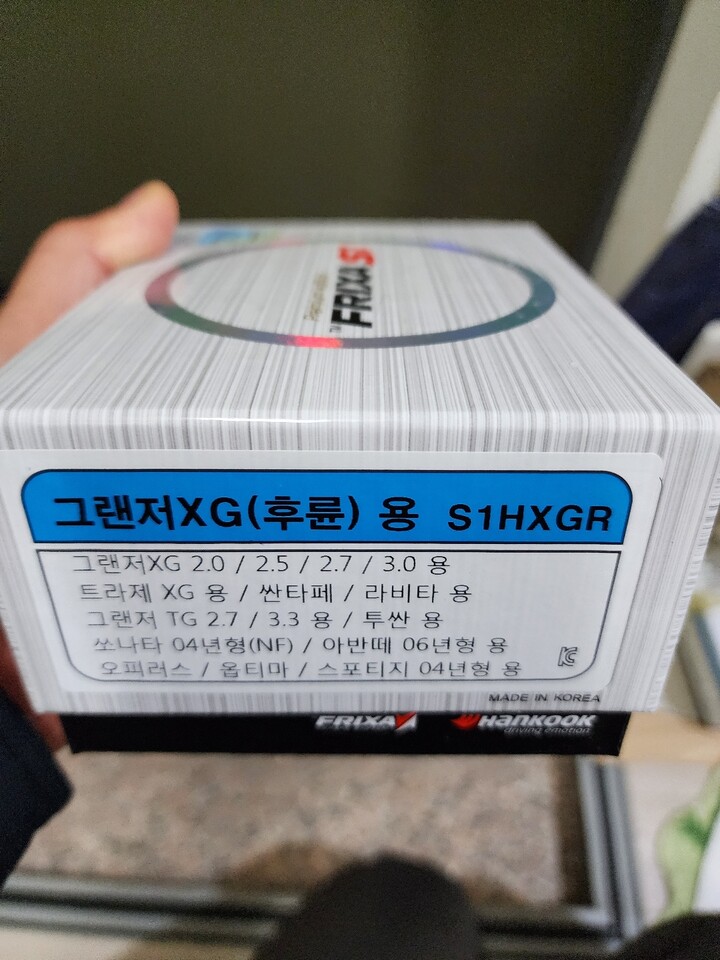 FRIXA S
TM
그랜저XG(후륜) 용 S1HXGR
그랜저XG 2.0 / 2.5 / 2.7 / 3.0 용
트라제 XG 용 / 싼타페 / 라비타 용
그랜저 TG 2.7 / 3.3 용 / 투싼 용
쏘나타 04년형(NF) / 아반떼 06년형 용
오피러스 / 옵티마 / 스포티지 04년형 용
MADE IN KOREA
FRIXA HANKOOK
driving emotion